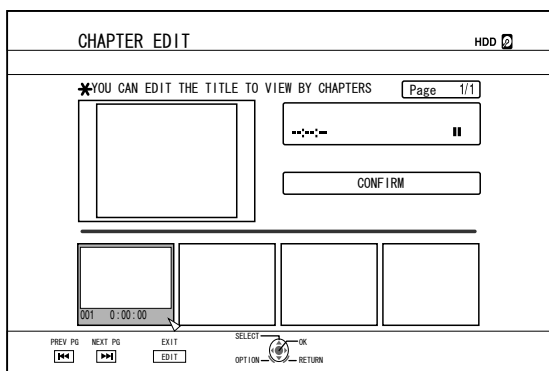 CHAPTER EDIT
HDD
*YOU CAN EDIT THE TITLE TO VIEW BY CHAPTERS
Page 1/1
--:--:--
CONFIRM
001 0:00:00
PREV PG NEXT PG EXIT SELECT OK
EDIT OPTION RETURN